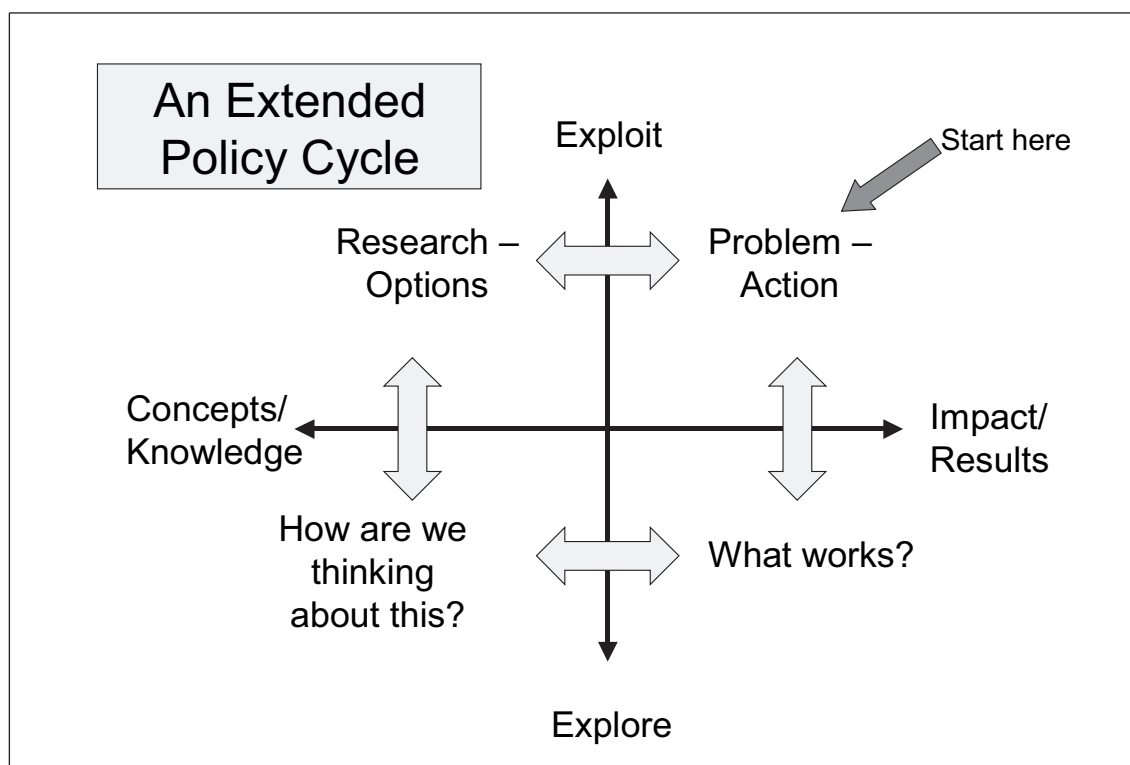 An Extended
Policy Cycle
Exploit
Start here
Research –
Options
Problem –
Action
Concepts/
Knowledge
Impact/
Results
How are we
thinking
about this?
What works?
Explore